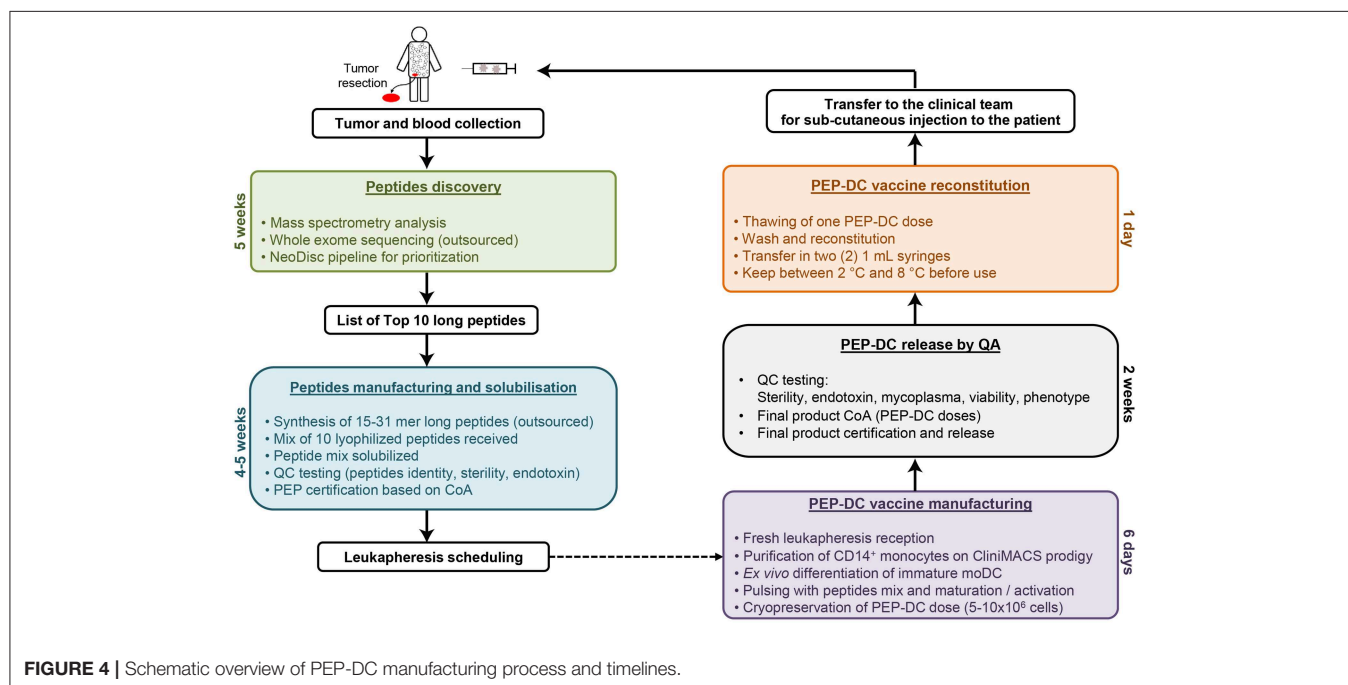 Tumor
resection
Tumor and blood collection
5 weeks
Peptides discovery
• Mass spectrometry analysis
• Whole exome sequencing (outsourced)
• NeoDisc pipeline for prioritization
List of Top 10 long peptides
4-5 weeks
Peptides manufacturing and solubilisation
• Synthesis of 15-31 mer long peptides (outsourced)
• Mix of 10 lyophilized peptides received
• Peptide mix solubilized
• QC testing (peptides identity, sterility, endotoxin)
• PEP certification based on CoA
Leukapheresis scheduling
PEP-DC vaccine manufacturing
• Fresh leukapheresis reception
• Purification of CD14⁺ monocytes on CliniMACS prodigy
• Ex vivo differentiation of immature moDC
• Pulsing with peptides mix and maturation / activation
• Cryopreservation of PEP-DC dose (5-10x10⁶ cells)
6 days
PEP-DC release by QA
• QC testing:
Sterility, endotoxin, mycoplasma, viability, phenotype
• Final product CoA (PEP-DC doses)
• Final product certification and release
2 weeks
PEP-DC vaccine reconstitution
• Thawing of one PEP-DC dose
• Wash and reconstitution
• Transfer in two (2) 1 mL syringes
• Keep between 2 °C and 8 °C before use
1 day
Transfer to the clinical team
for sub-cutaneous injection to the patient
FIGURE 4 | Schematic overview of PEP-DC manufacturing process and timelines.